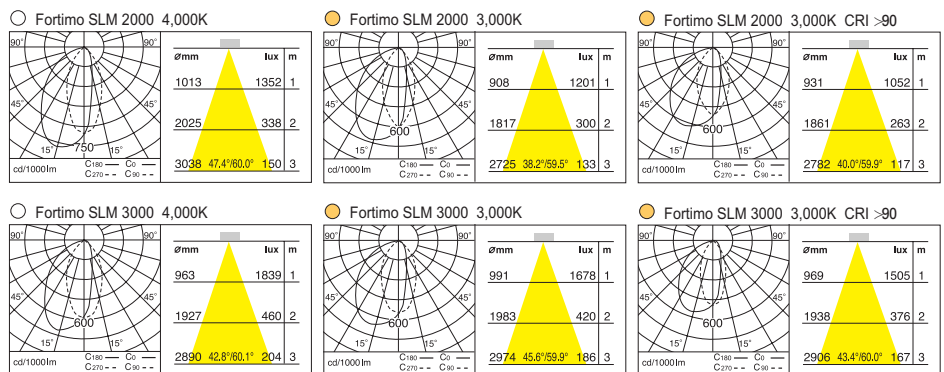 Fortimo SLM 2000 4,000K
90° 90°
45° 45°
15° 15°
750
cd/1000lm
C180 — C0 —
C270 - - C90 - -
ømm lux m
1013 1352 1
2025 338 2
3038 47.4°/60.0° 150 3
Fortimo SLM 2000 3,000K
90° 90°
45° 45°
15° 15°
600
cd/1000lm
C180 — C0 —
C270 - - C90 - -
ømm lux m
908 1201 1
1817 300 2
2725 38.2°/59.5° 133 3
Fortimo SLM 2000 3,000K CRI >90
90° 90°
45° 45°
15° 15°
600
cd/1000lm
C180 — C0 —
C270 - - C90 - -
ømm lux m
931 1052 1
1861 263 2
2782 40.0°/59.9° 117 3
Fortimo SLM 3000 4,000K
90° 90°
45° 45°
15° 15°
600
cd/1000lm
C180 — C0 —
C270 - - C90 - -
ømm lux m
963 1839 1
1927 460 2
2890 42.8°/60.1° 204 3
Fortimo SLM 3000 3,000K
90° 90°
45° 45°
15° 15°
600
cd/1000lm
C180 — C0 —
C270 - - C90 - -
ømm lux m
991 1678 1
1983 420 2
2974 45.6°/59.9° 186 3
Fortimo SLM 3000 3,000K CRI >90
90° 90°
45° 45°
15° 15°
600
cd/1000lm
C180 — C0 —
C270 - - C90 - -
ømm lux m
969 1505 1
1938 376 2
2906 43.4°/60.0° 167 3